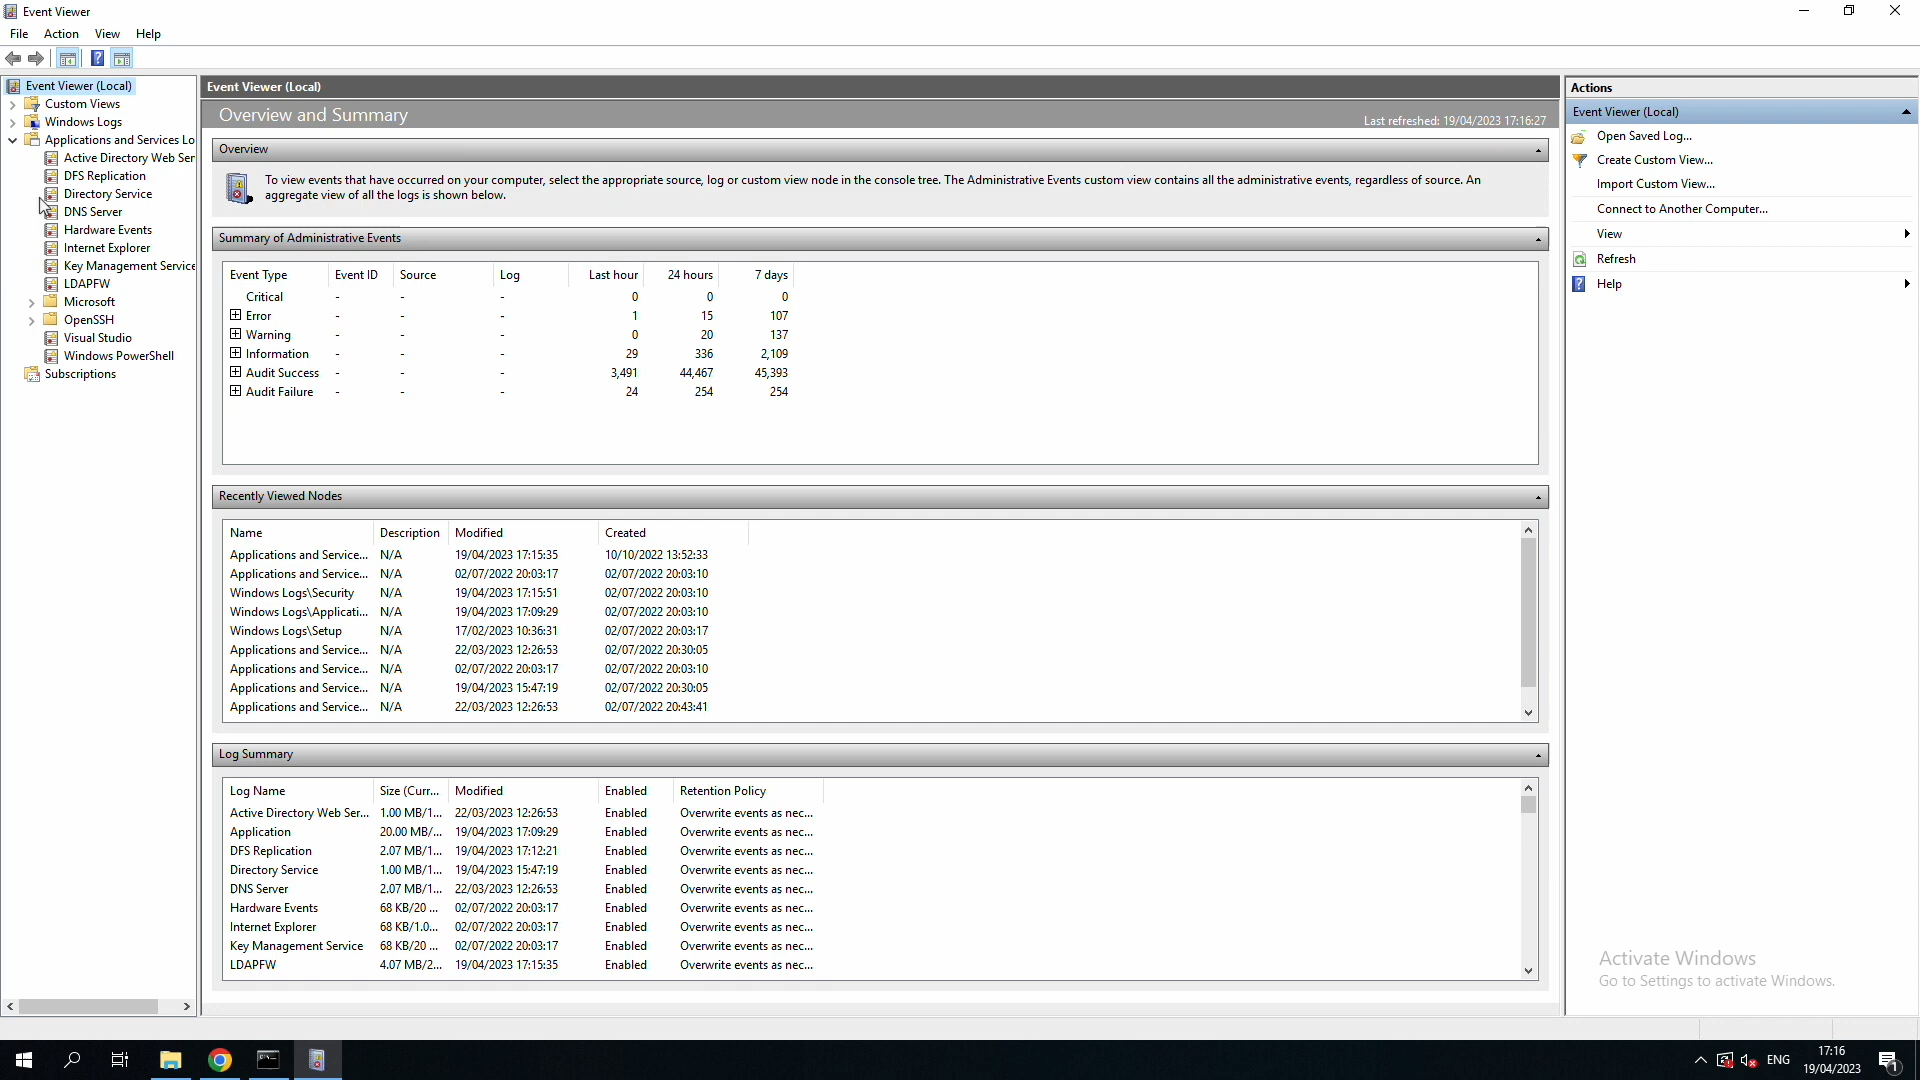 Event Viewer
File Action View Help
Event Viewer (Local)
Custom Views
Windows Logs
Applications and Services Lo
Active Directory Web Ser
DFS Replication
Directory Service
DNS Server
Hardware Events
Internet Explorer
Key Management Service
LDAPFW
Microsoft
OpenSSH
Visual Studio
Windows PowerShell
Subscriptions
Event Viewer (Local)
Overview and Summary
Last refreshed: 19/04/2023 17:16:27
Overview
To view events that have occurred on your computer, select the appropriate source, log or custom view node in the console tree. The Administrative Events custom view contains all the administrative events, regardless of source. An
aggregate view of all the logs is shown below.
Summary of Administrative Events
Event Type Event ID Source Log Last hour 24 hours 7 days
Critical - - - 0 0 0
Error - - - 1 15 107
Warning - - - 0 20 137
Information - - - 29 336 2,109
Audit Success - - - 3,491 44,467 45,393
Audit Failure - - - 24 254 254
Recently Viewed Nodes
Name Description Modified Created
Applications and Service... N/A 19/04/2023 17:15:35 10/10/2022 13:52:33
Applications and Service... N/A 02/07/2022 20:03:17 02/07/2022 20:03:10
Windows Logs\Security N/A 19/04/2023 17:15:51 02/07/2022 20:03:10
Windows Logs\Applicati... N/A 19/04/2023 17:09:29 02/07/2022 20:03:10
Windows Logs\Setup N/A 17/02/2023 10:36:31 02/07/2022 20:03:17
Applications and Service... N/A 22/03/2023 12:26:53 02/07/2022 20:30:05
Applications and Service... N/A 02/07/2022 20:03:17 02/07/2022 20:03:10
Applications and Service... N/A 19/04/2023 15:47:19 02/07/2022 20:30:05
Applications and Service... N/A 22/03/2023 12:26:53 02/07/2022 20:43:41
Log Summary
Log Name Size (Curr... Modified Enabled Retention Policy
Active Directory Web Ser... 1.00 MB/1... 22/03/2023 12:26:53 Enabled Overwrite events as nec...
Application 20.00 MB/... 19/04/2023 17:09:29 Enabled Overwrite events as nec...
DFS Replication 2.07 MB/1... 19/04/2023 17:12:21 Enabled Overwrite events as nec...
Directory Service 1.00 MB/1... 19/04/2023 15:47:19 Enabled Overwrite events as nec...
DNS Server 2.07 MB/1... 22/03/2023 12:26:53 Enabled Overwrite events as nec...
Hardware Events 68 KB/20 ... 02/07/2022 20:03:17 Enabled Overwrite events as nec...
Internet Explorer 68 KB/1.0... 02/07/2022 20:03:17 Enabled Overwrite events as nec...
Key Management Service 68 KB/20 ... 02/07/2022 20:03:17 Enabled Overwrite events as nec...
LDAPFW 4.07 MB/2... 19/04/2023 17:15:35 Enabled Overwrite events as nec...
Actions
Event Viewer (Local)
Open Saved Log...
Create Custom View...
Import Custom View...
Connect to Another Computer...
View
Refresh
Help
Activate Windows
Go to Settings to activate Windows.
ENG
17:16
19/04/2023
1